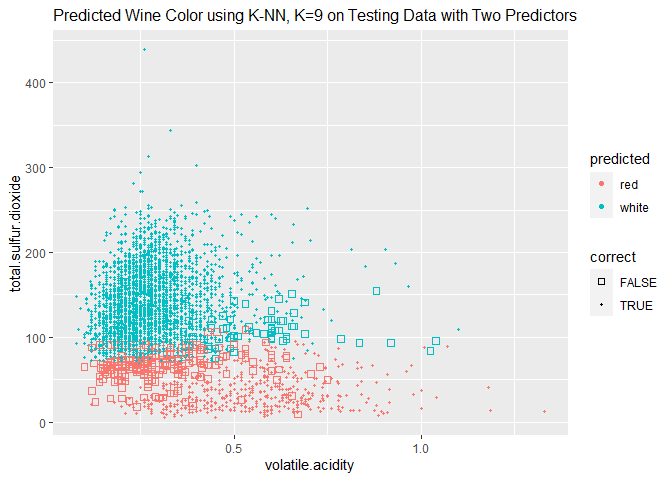 Predicted Wine Color using K-NN, K=9 on Testing Data with Two Predictors
400
300
200
100
0
total.sulfur.dioxide
0.5
1.0
volatile.acidity
predicted
red
white
correct
FALSE
TRUE